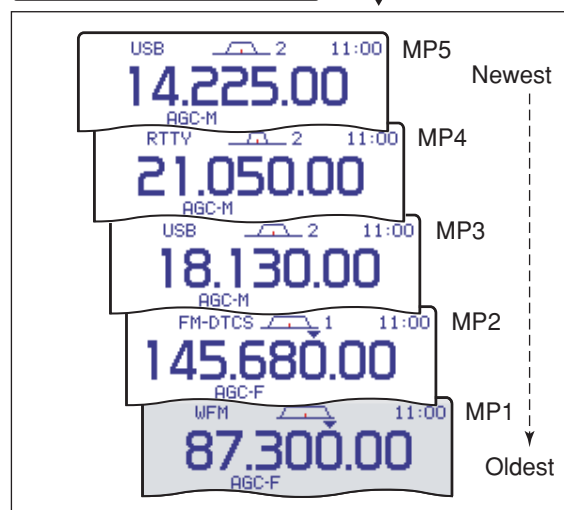 USB 2 11:00 MP5
14.225.00
AGC-M
Newest
RTTY 2 11:00 MP4
21.050.00
AGC-M
USB 2 11:00 MP3
18.130.00
AGC-M
FM-DTCS 1 11:00 MP2
145.680.00
AGC-F
WFM 11:00 MP1
87.300.00
AGC-F
Oldest